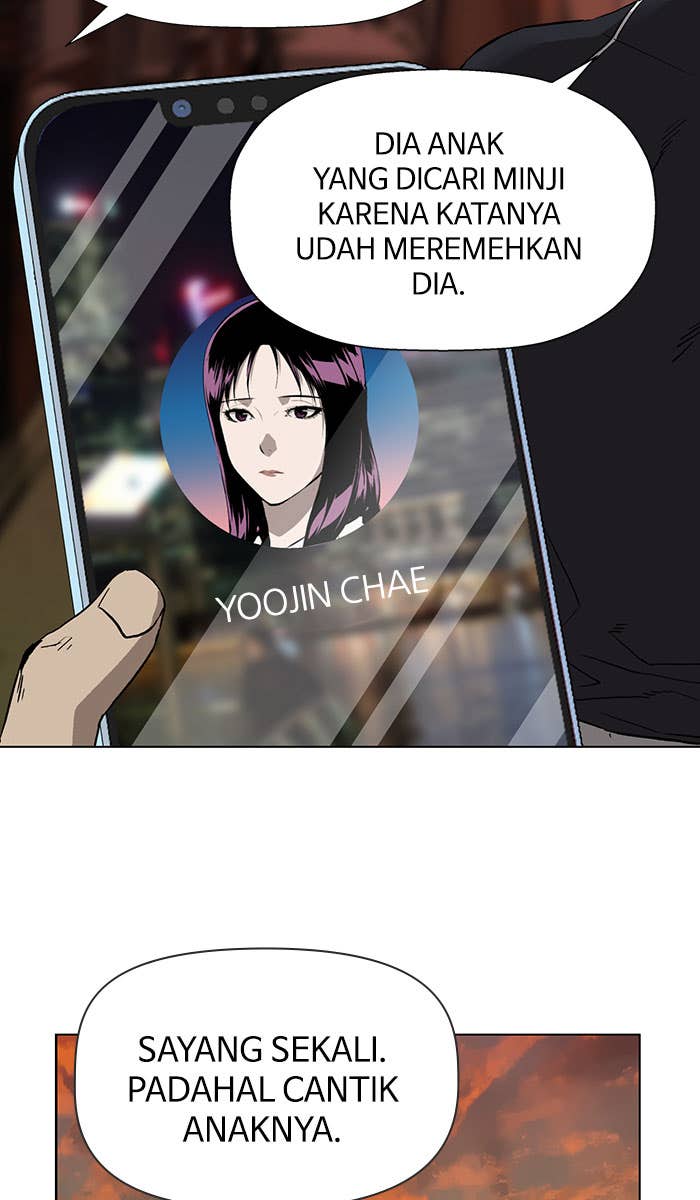 DIA ANAK
YANG DICARI MINJI
KARENA KATANYA
UDAH MEREMEHKAN
DIA.
YOOJIN CHAE
SAYANG SEKALI.
PADAHAL CANTIK
ANAKNYA.